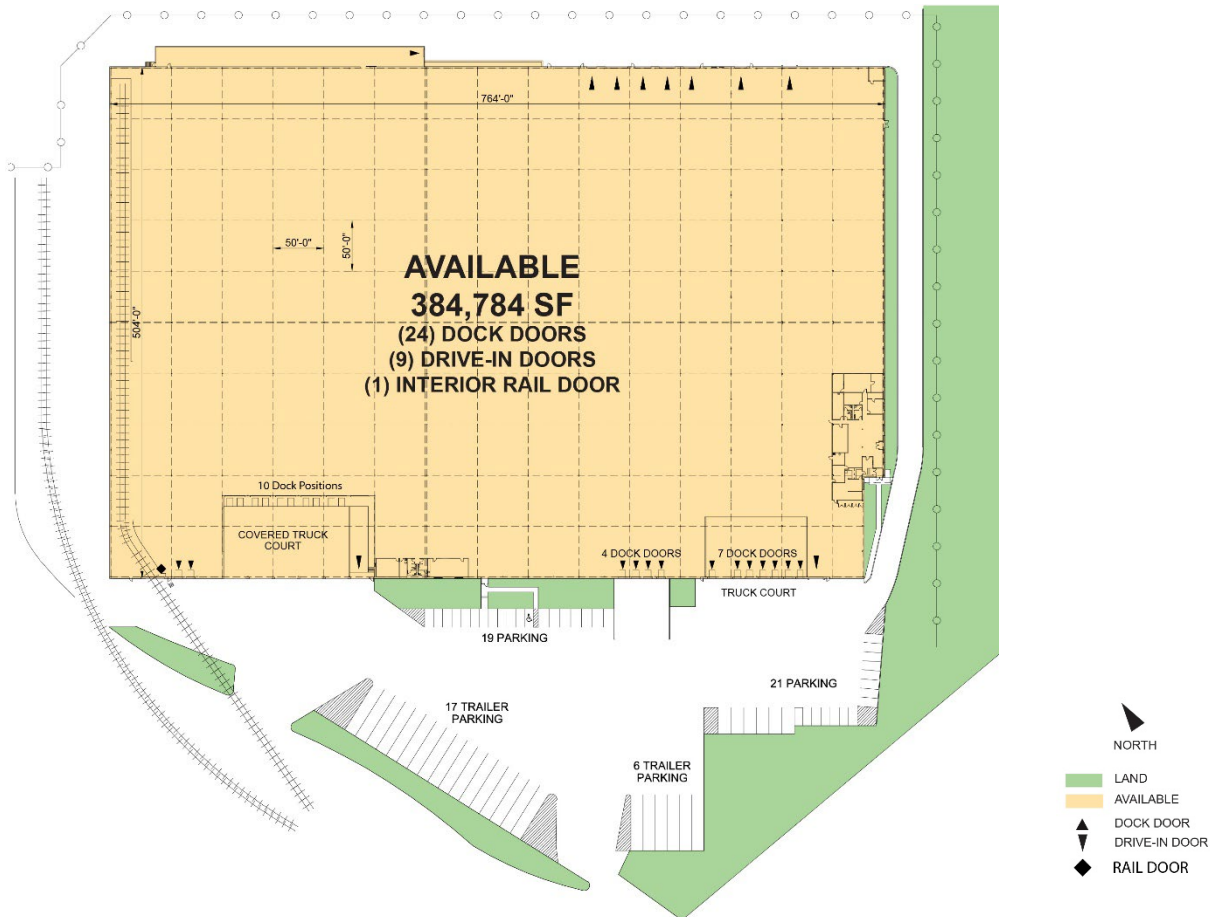 764'-0"
50'-0"
50'-0"
504'-0"
AVAILABLE
384,784 SF
(24) DOCK DOORS
(9) DRIVE-IN DOORS
(1) INTERIOR RAIL DOOR
10 Dock Positions
COVERED TRUCK
COURT
4 DOCK DOORS
7 DOCK DOORS
TRUCK COURT
19 PARKING
21 PARKING
17 TRAILER
PARKING
6 TRAILER
PARKING
NORTH
LAND
AVAILABLE
DOCK DOOR
DRIVE-IN DOOR
RAIL DOOR